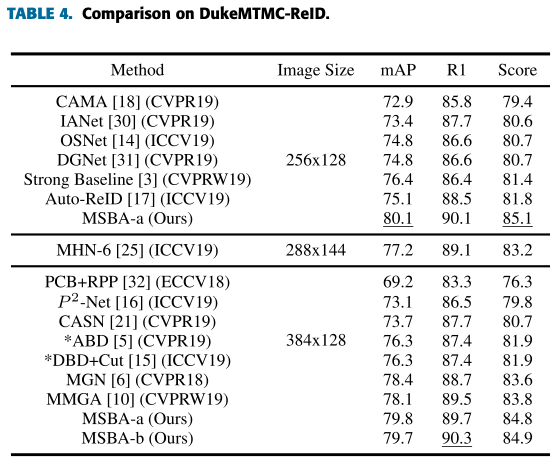 TABLE 4. Comparison on DukeMTMC-ReID.
Method Image Size mAP R1 Score
CAMA [18] (CVPR19) 72.9 85.8 79.4
IANet [30] (CVPR19) 73.4 87.7 80.6
OSNet [14] (ICCV19) 74.8 86.6 80.7
DGNet [31] (CVPR19) 256x128 74.8 86.6 80.7
Strong Baseline [3] (CVPRW19) 76.4 86.4 81.4
Auto-ReID [17] (ICCV19) 75.1 88.5 81.8
MSBA-a (Ours) 80.1 90.1 85.1
MHN-6 [25] (ICCV19) 288x144 77.2 89.1 83.2
PCB+RPP [32] (ECCV18) 69.2 83.3 76.3
P²-Net [16] (ICCV19) 73.1 86.5 79.8
CASN [21] (CVPR19) 73.7 87.7 80.7
*ABD [5] (CVPR19) 384x128 76.3 87.4 81.9
*DBD+Cut [15] (ICCV19) 76.3 87.4 81.9
MGN [6] (CVPR18) 78.4 88.7 83.6
MMGA [10] (CVPRW19) 78.1 89.5 83.8
MSBA-a (Ours) 79.8 89.7 84.8
MSBA-b (Ours) 79.7 90.3 84.9